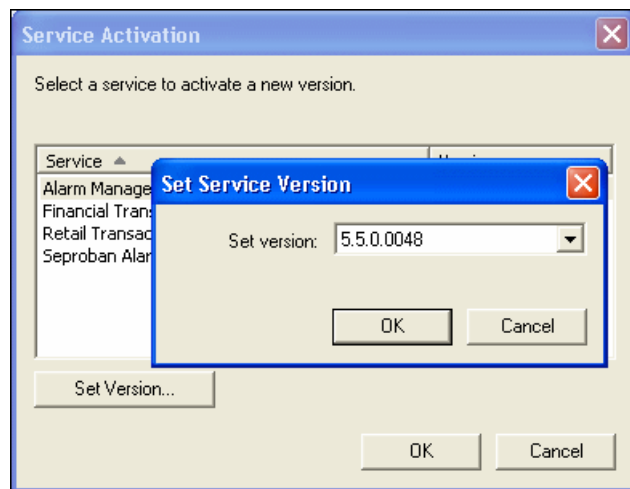 Service Activation
Select a service to activate a new version.
Service
Alarm Manage
Set Service Version
Financial Trans
Retail Transac
Set version: 5.5.0.0048
Seproban Alar
OK Cancel
Set Version...
OK Cancel